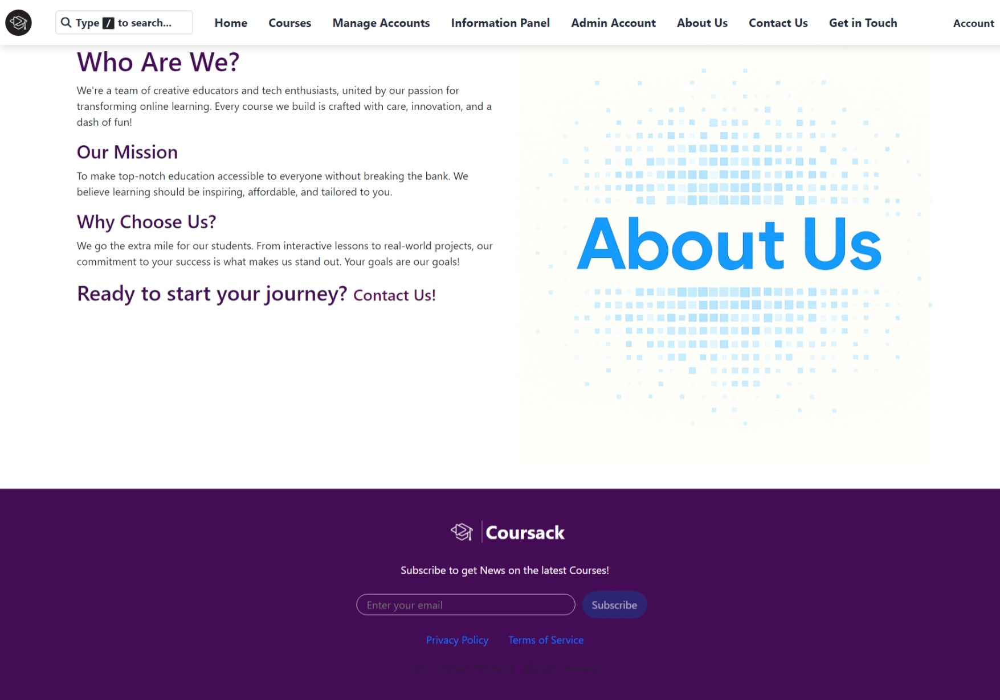 Type / to search...
Home Courses Manage Accounts Information Panel Admin Account About Us Contact Us Get in Touch Account
Who Are We?
We're a team of creative educators and tech enthusiasts, united by our passion for
transforming online learning. Every course we build is crafted with care, innovation, and a
dash of fun!
Our Mission
To make top-notch education accessible to everyone without breaking the bank. We
believe learning should be inspiring, affordable, and tailored to you.
Why Choose Us?
We go the extra mile for our students. From interactive lessons to real-world projects, our
commitment to your success is what makes us stand out. Your goals are our goals!
Ready to start your journey? Contact Us!
About Us
Coursack
Subscribe to get News on the latest Courses!
Enter your email
Subscribe
Privacy Policy Terms of Service